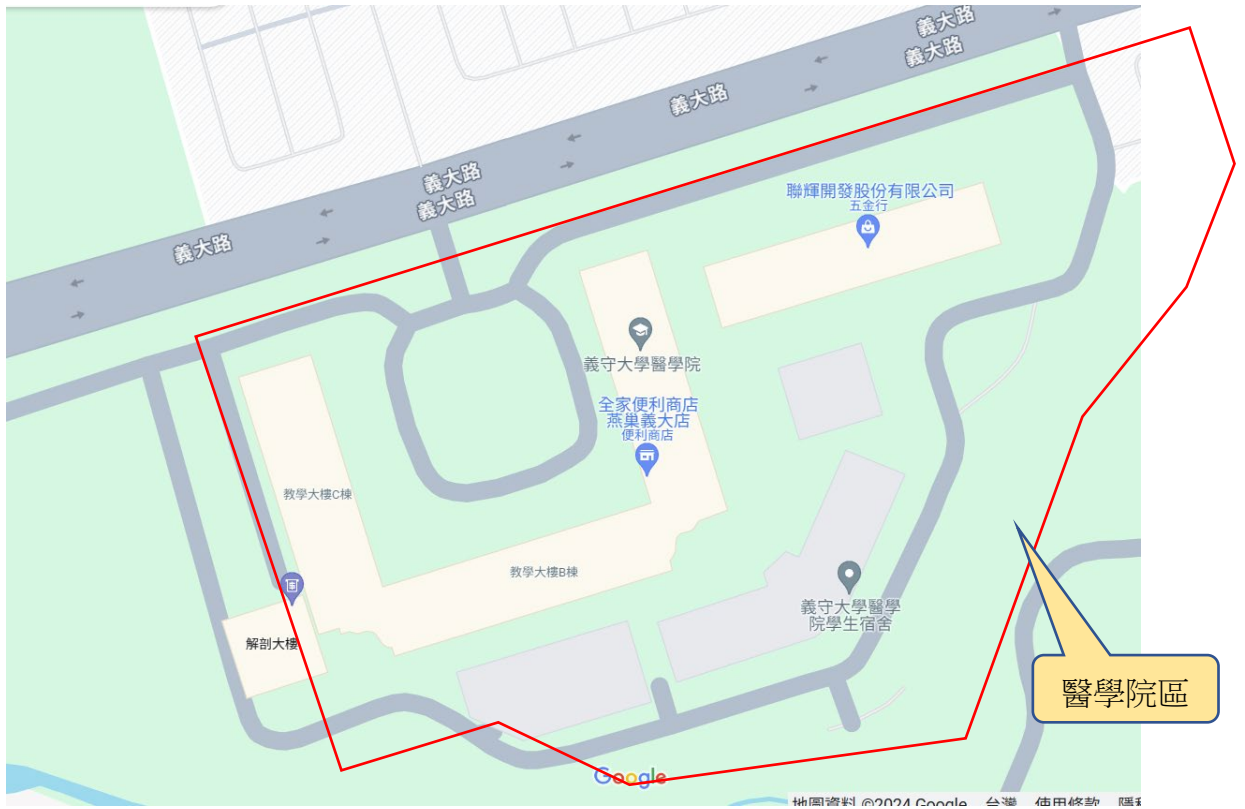 義大路
義大路
義大路
義大路
義大路
義大路
聯輝開發股份有限公司
五金行
義守大學醫學院
全家便利商店
燕巢義大店
便利商店
教學大樓C棟
教學大樓B棟
義守大學醫學
院學生宿舍
解剖大樓
醫學院區
Google
地圖資料 ©2024 Google 台灣 使用條款